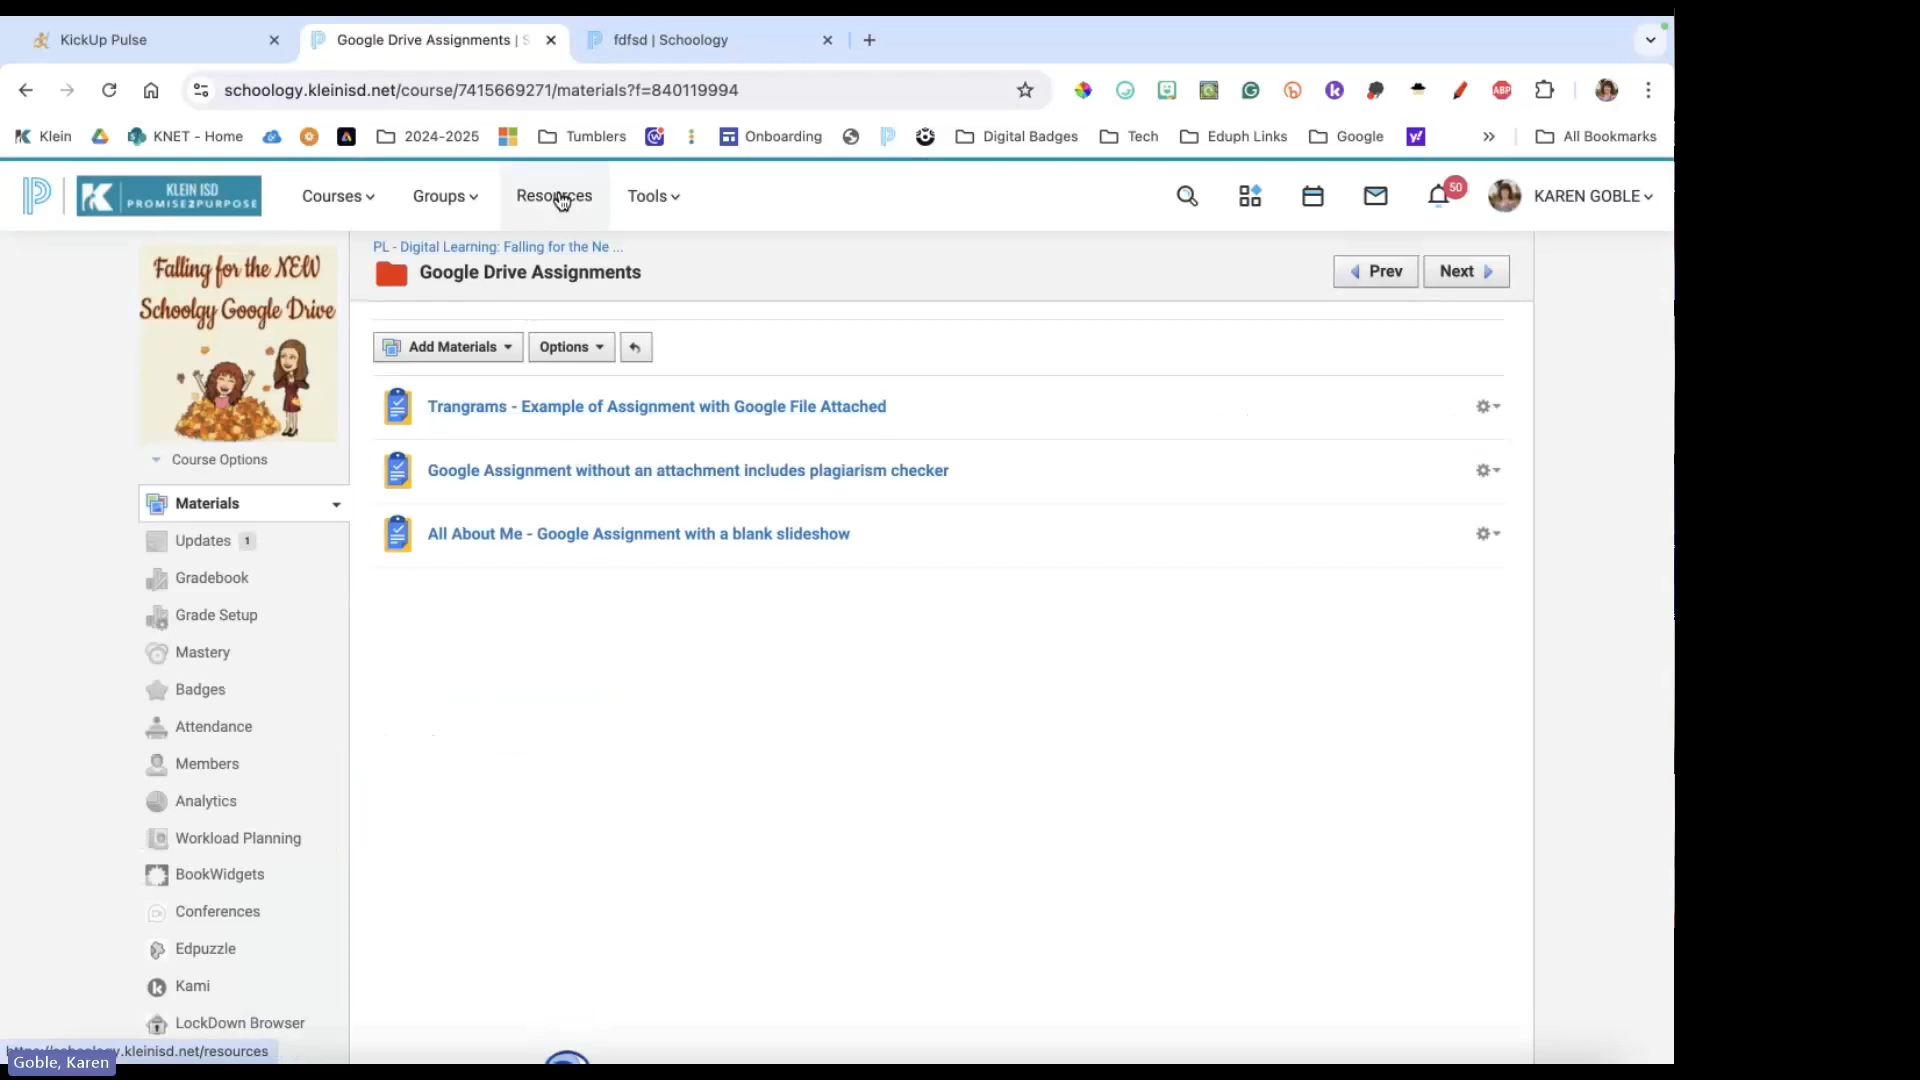 KickUp Pulse
Google Drive Assignments | S
fdfsd | Schoology
schoology.kleinisd.net/course/7415669271/materials?f=840119994
ABP
Klein
KNET - Home
2024-2025
Tumblers
Onboarding
Digital Badges
Tech
Eduph Links
Google
y!
All Bookmarks
KLEIN ISD
PROMISE2PURPOSE
Courses
Groups
Resources
Tools
50
KAREN GOBLE
Falling for the NEW
Schoolgy Google Drive
Course Options
Materials
Updates 1
Gradebook
Grade Setup
Mastery
Badges
Attendance
Members
Analytics
Workload Planning
BookWidgets
Conferences
Edpuzzle
Kami
LockDown Browser
PL - Digital Learning: Falling for the Ne ...
Google Drive Assignments
Prev
Next
Add Materials
Options
Trangrams - Example of Assignment with Google File Attached
Google Assignment without an attachment includes plagiarism checker
All About Me - Google Assignment with a blank slideshow
https://schoology.kleinisd.net/resources
Goble, Karen